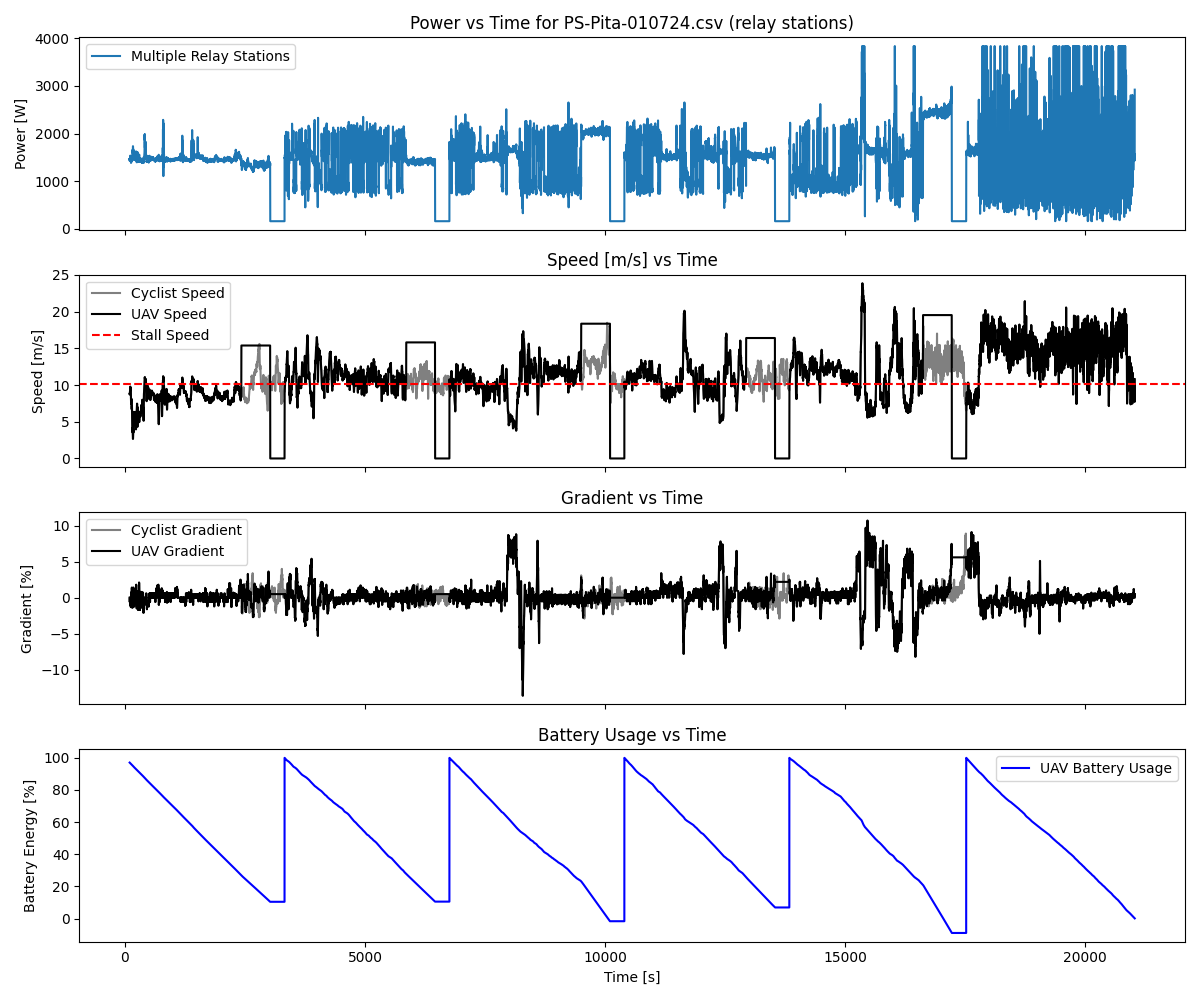 Power vs Time for PS-Pita-010724.csv (relay stations)
Power [W]
4000
3000
2000
1000
0
Multiple Relay Stations
Speed [m/s] vs Time
Speed [m/s]
25
20
15
10
5
0
Cyclist Speed
UAV Speed
Stall Speed
Gradient vs Time
Gradient [%]
10
5
0
−5
−10
Cyclist Gradient
UAV Gradient
Battery Usage vs Time
Battery Energy [%]
100
80
60
40
20
0
UAV Battery Usage
0 5000 10000 15000 20000
Time [s]